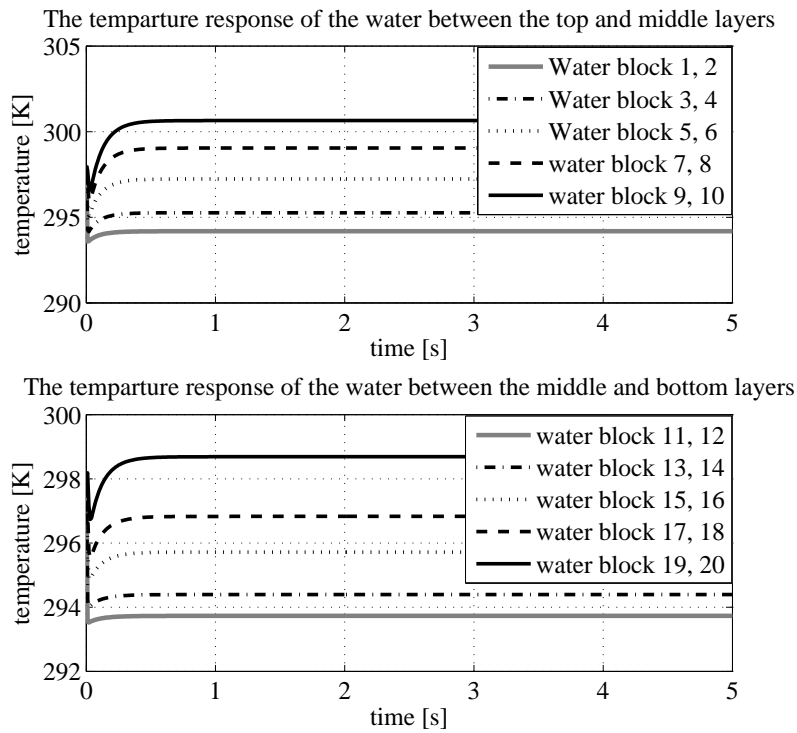 The temparture response of the water between the top and middle layers
305
300
295
290
temperature [K]
Water block 1, 2
Water block 3, 4
Water block 5, 6
water block 7, 8
water block 9, 10
0 1 2 3 4 5
time [s]
The temparture response of the water between the middle and bottom layers
300
298
296
294
292
temperature [K]
water block 11, 12
water block 13, 14
water block 15, 16
water block 17, 18
water block 19, 20
0 1 2 3 4 5
time [s]